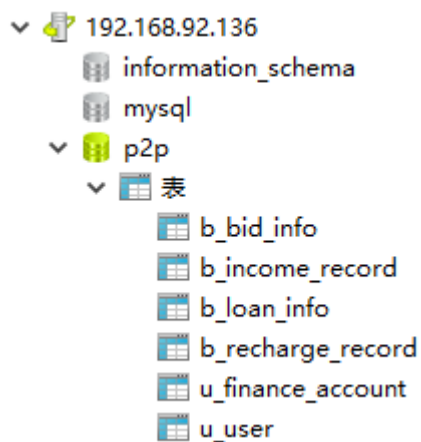 192.168.92.136
information_schema
mysql
p2p
表
b_bid_info
b_income_record
b_loan_info
b_recharge_record
u_finance_account
u_user